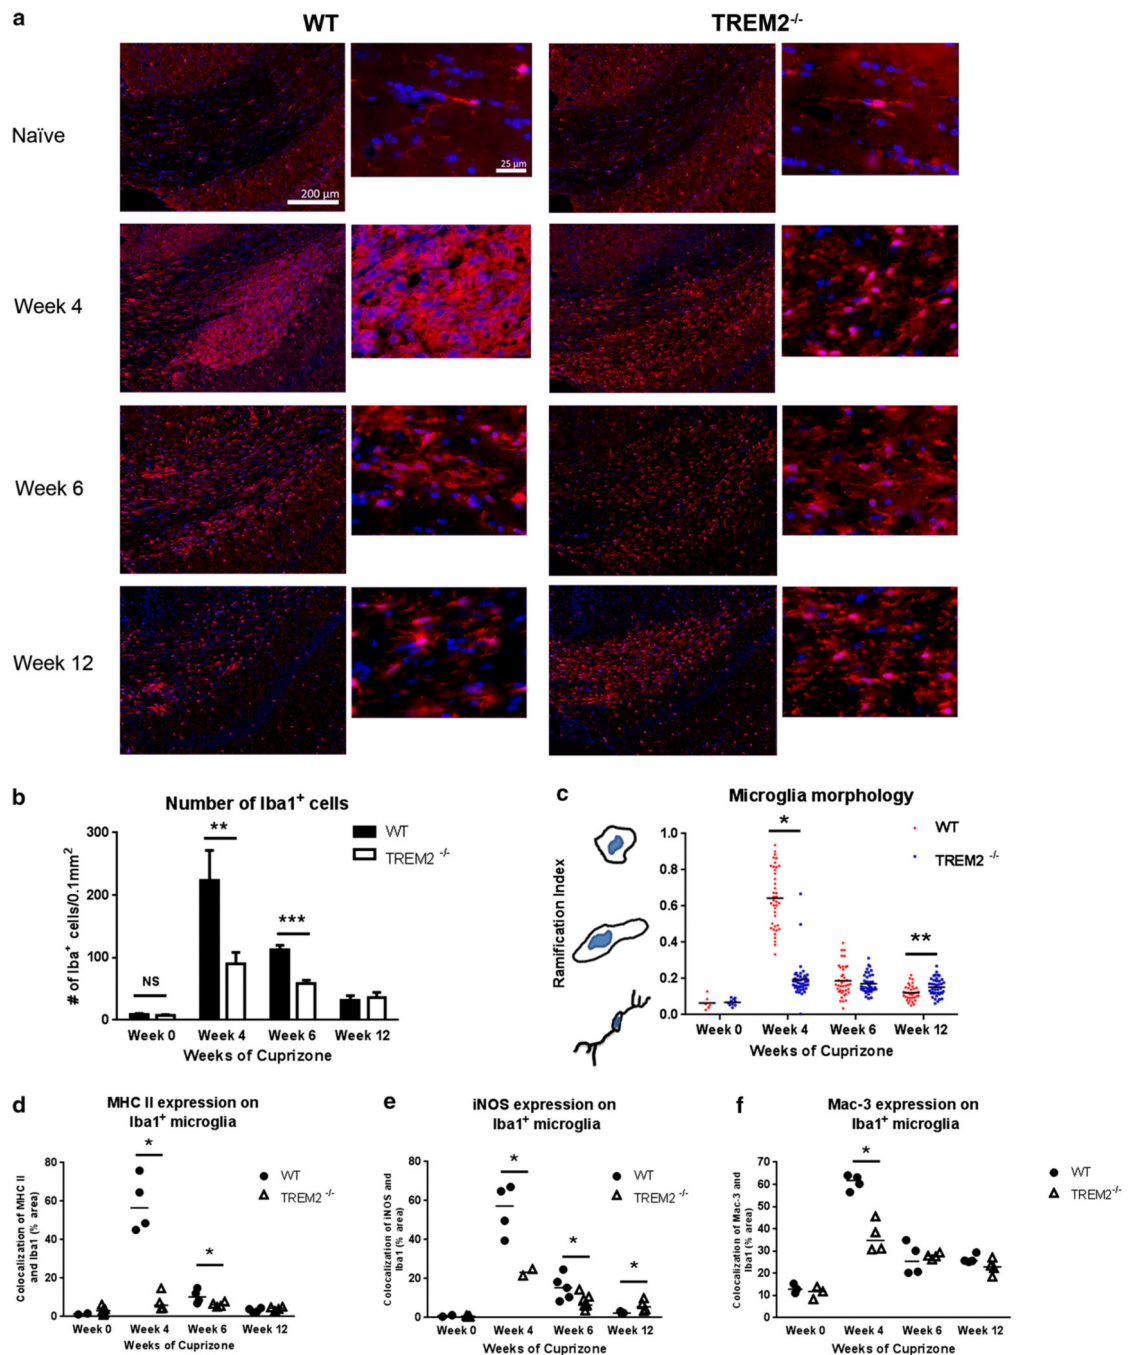 a
WT
TREM2-/-
Naïve
200 µm
25 µm
Week 4
Week 6
Week 12
b
Number of Iba1+ cells
# of Iba+ cells/0.1mm2
300
200
100
0
NS
**
***
WT
TREM2 -/-
Week 0 Week 4 Week 6 Week 12
Weeks of Cuprizone
c
Microglia morphology
Ramification Index
1.0
0.8
0.6
0.4
0.2
0.0
*
**
WT
TREM2 -/-
Week 0 Week 4 Week 6 Week 12
Weeks of Cuprizone
d
MHC II expression on
Iba1+ microglia
Colocalization of MHC II
and Iba1 (% area)
80
60
40
20
0
*
*
WT
TREM2 -/-
Week 0 Week 4 Week 6 Week 12
Weeks of Cuprizone
e
iNOS expression on
Iba1+ microglia
Colocalization of iNOS and
Iba1 (% area)
80
60
40
20
0
*
*
*
WT
TREM2 -/-
Week 0 Week 4 Week 6 Week 12
Weeks of Cuprizone
f
Mac-3 expression on
Iba1+ microglia
Colocalization of Mac-3 and
Iba1 (% area)
70
60
50
40
30
20
10
0
*
WT
TREM2-/-
Week 0 Week 4 Week 6 Week 12
Weeks of Cuprizone